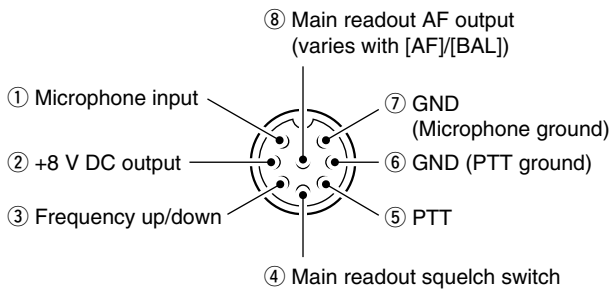 ⑧ Main readout AF output
(varies with [AF]/[BAL])
① Microphone input
⑦ GND
(Microphone ground)
② +8 V DC output
⑥ GND (PTT ground)
③ Frequency up/down
⑤ PTT
④ Main readout squelch switch